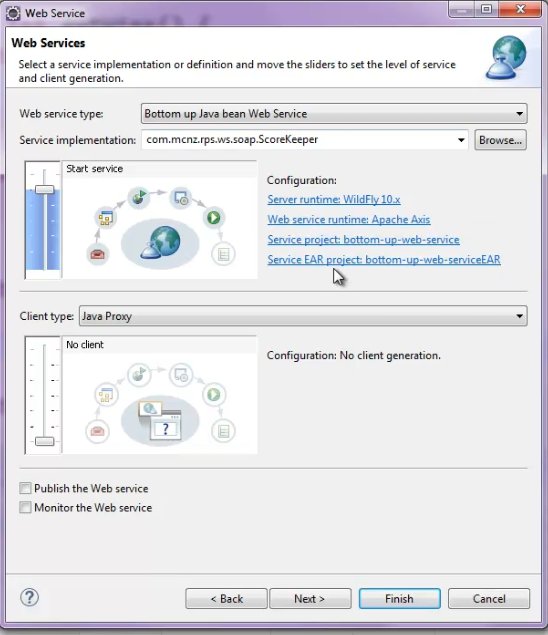 Web Service
Web Services
Select a service implementation or definition and move the sliders to set the level of service
and client generation.
Web service type:
Bottom up Java bean Web Service
Service implementation:
com.mcnz.rps.ws.soap.ScoreKeeper
Browse...
Start service
Configuration:
Server runtime: WildFly 10.x
Web service runtime: Apache Axis
Service project: bottom-up-web-service
Service EAR project: bottom-up-web-serviceEAR
Client type:
Java Proxy
No client
Configuration: No client generation.
?
Publish the Web service
Monitor the Web service
?
< Back
Next >
Finish
Cancel